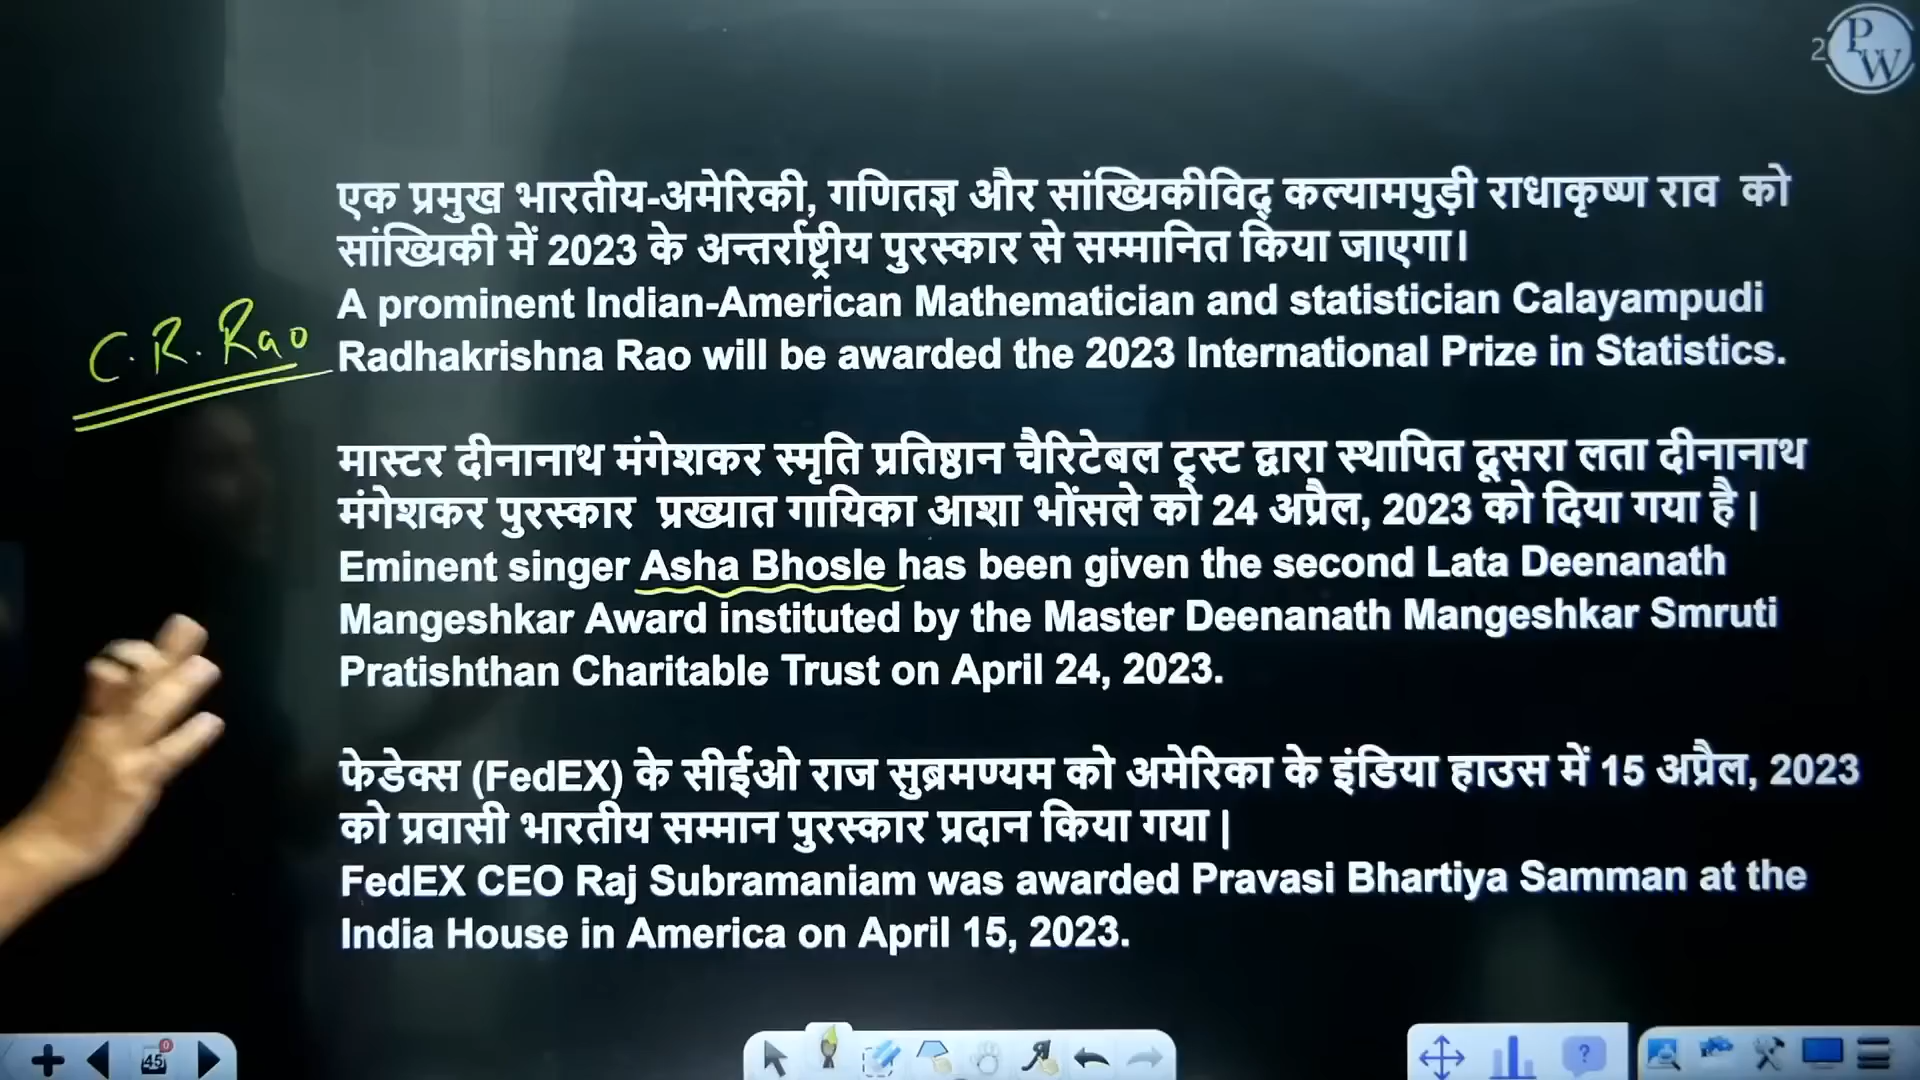 PW
2
एक प्रमुख भारतीय-अमेरिकी, गणितज्ञ और सांख्यिकीविद् कल्यामपुड़ी राधाकृष्ण राव को
सांख्यिकी में 2023 के अन्तर्राष्ट्रीय पुरस्कार से सम्मानित किया जाएगा।
A prominent Indian-American Mathematician and statistician Calayampudi
C.R. Rao
Radhakrishna Rao will be awarded the 2023 International Prize in Statistics.
मास्टर दीनानाथ मंगेशकर स्मृति प्रतिष्ठान चैरिटेबल ट्रस्ट द्वारा स्थापित दूसरा लता दीनानाथ
मंगेशकर पुरस्कार प्रख्यात गायिका आशा भोंसले को 24 अप्रैल, 2023 को दिया गया है |
Eminent singer Asha Bhosle has been given the second Lata Deenanath
Mangeshkar Award instituted by the Master Deenanath Mangeshkar Smruti
Pratishthan Charitable Trust on April 24, 2023.
फेडेक्स (FedEX) के सीईओ राज सुब्रमण्यम को अमेरिका के इंडिया हाउस में 15 अप्रैल, 2023
को प्रवासी भारतीय सम्मान पुरस्कार प्रदान किया गया |
FedEX CEO Raj Subramaniam was awarded Pravasi Bhartiya Samman at the
India House in America on April 15, 2023.
45
0
?